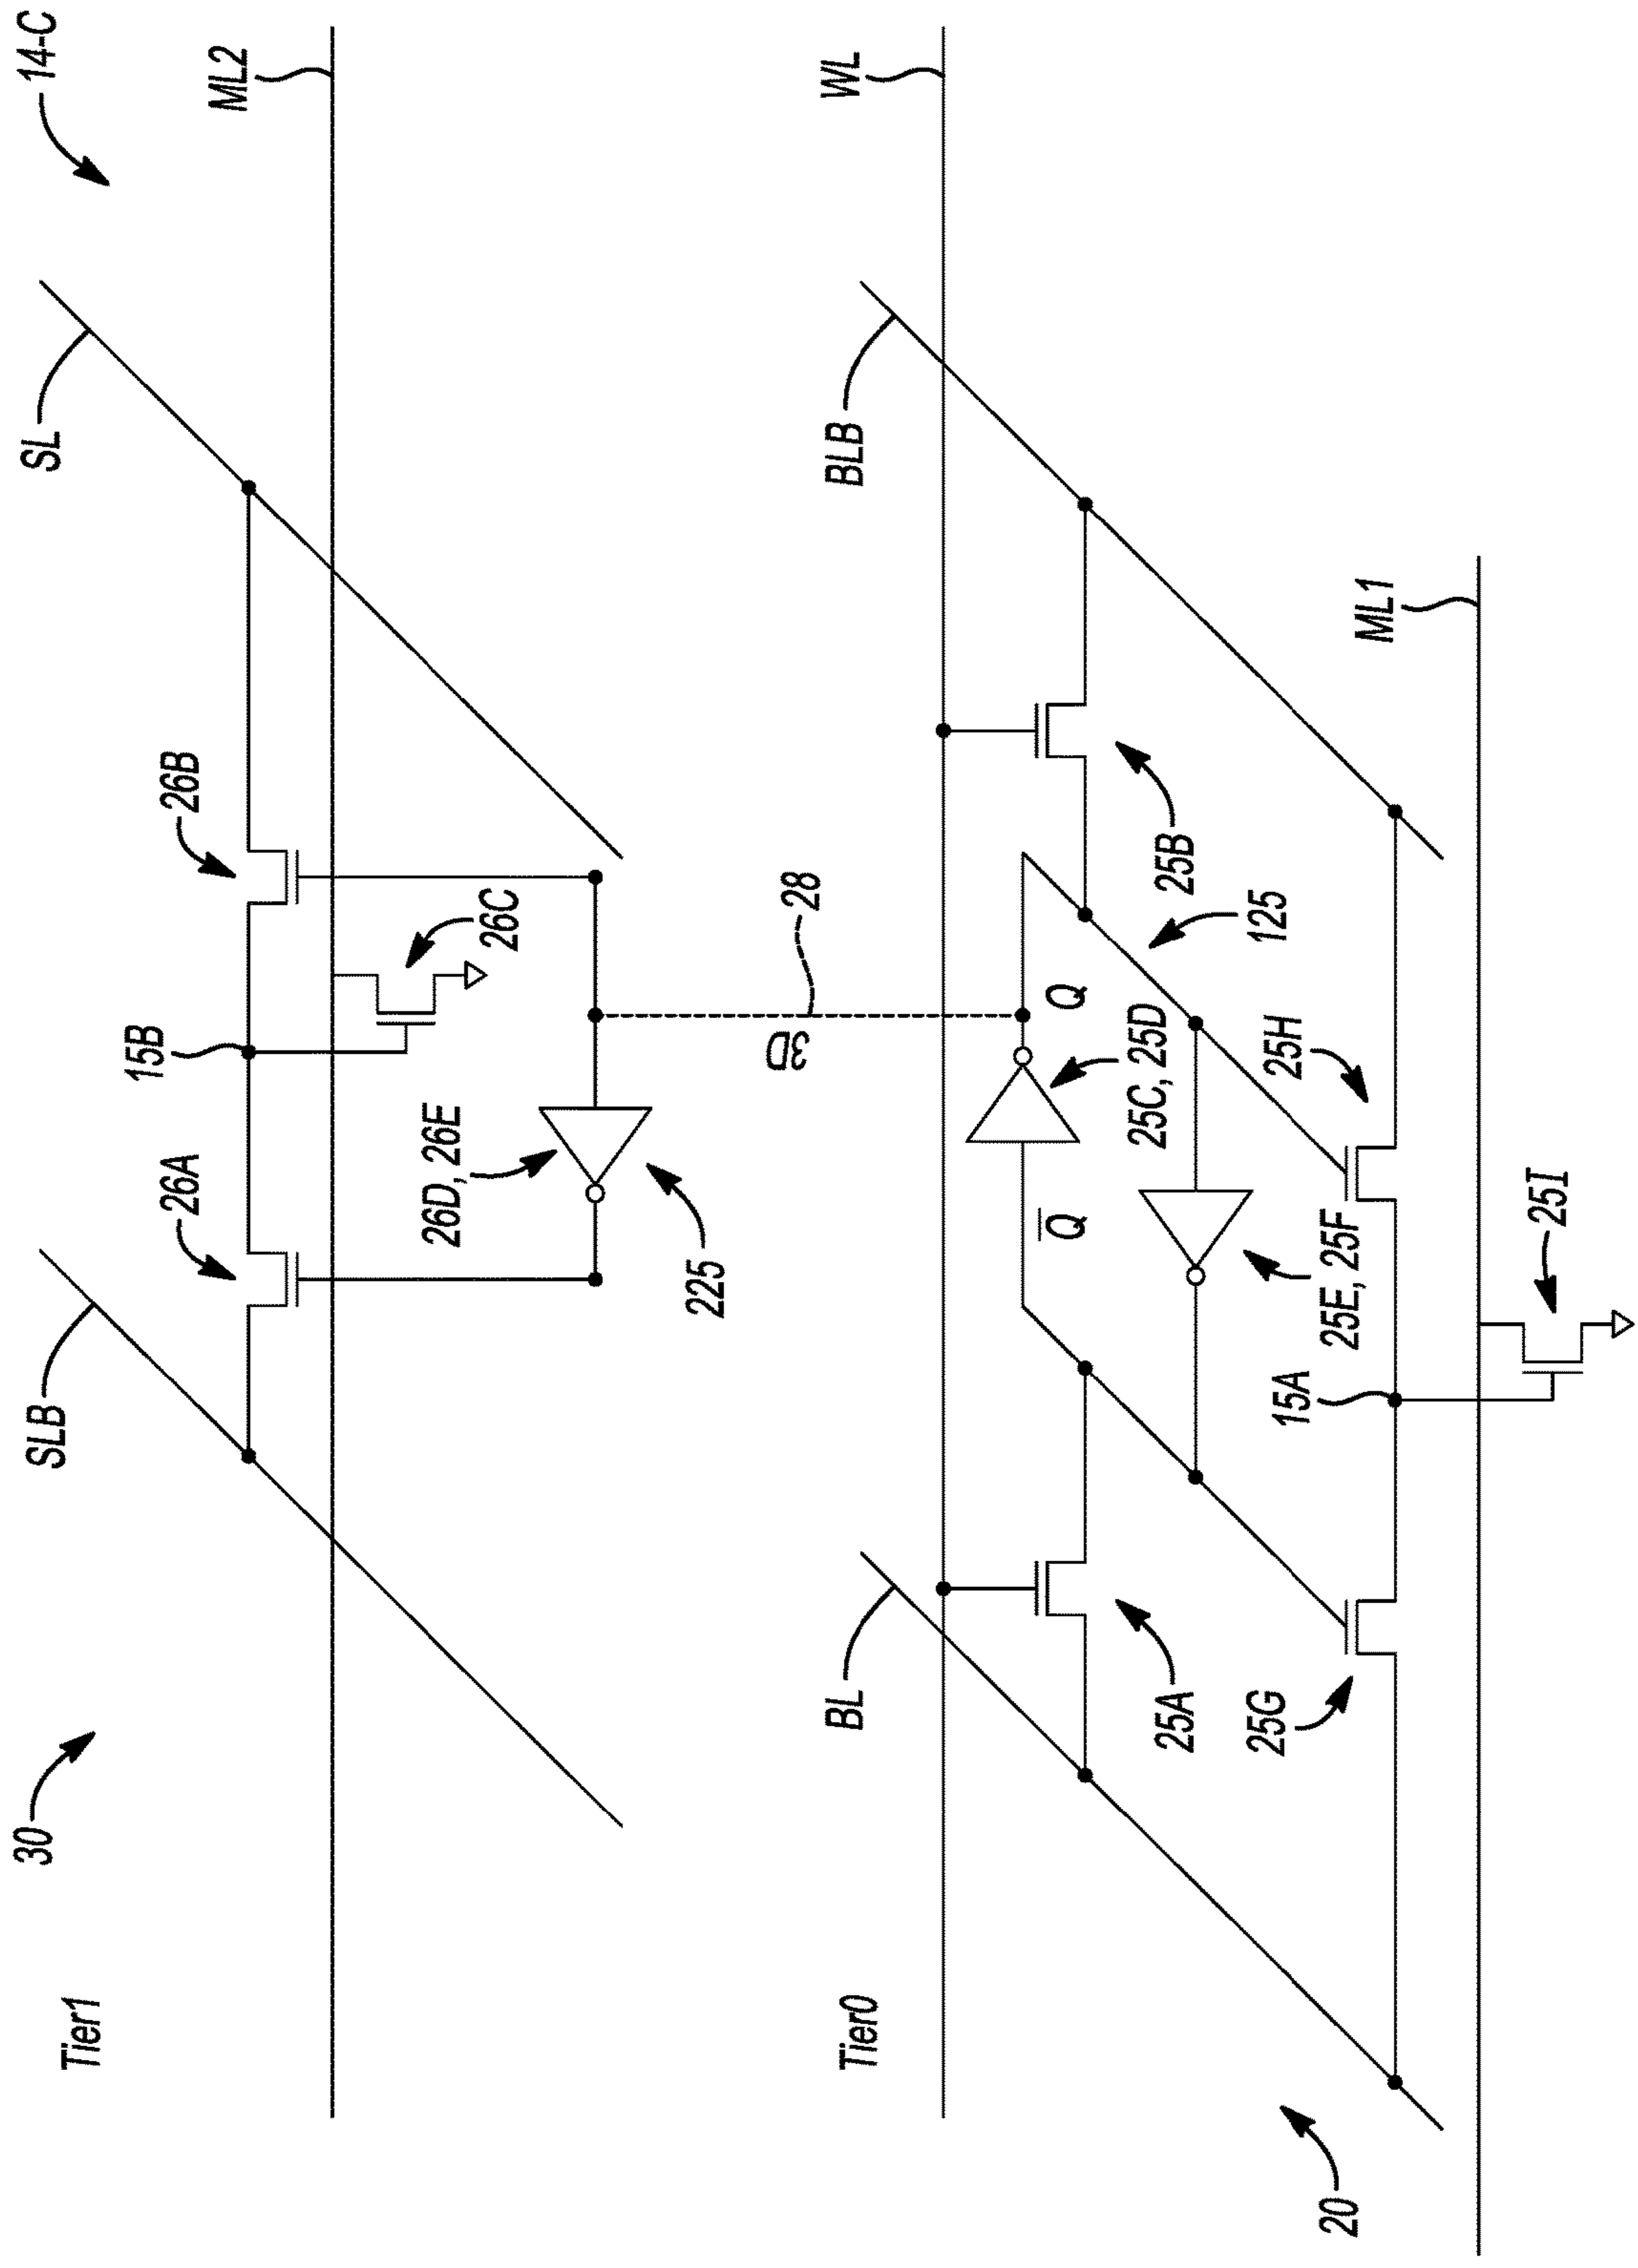 14-C
ML2
SL
26B
26C
15B
26A
26D, 26E
225
SLB
30
Tier1
28
3D
WL
BLB
25B
125
Q
25C, 25D
25H
ML1
Q̅
25E, 25F
25I
15A
BL
25A
25G
Tier0
20